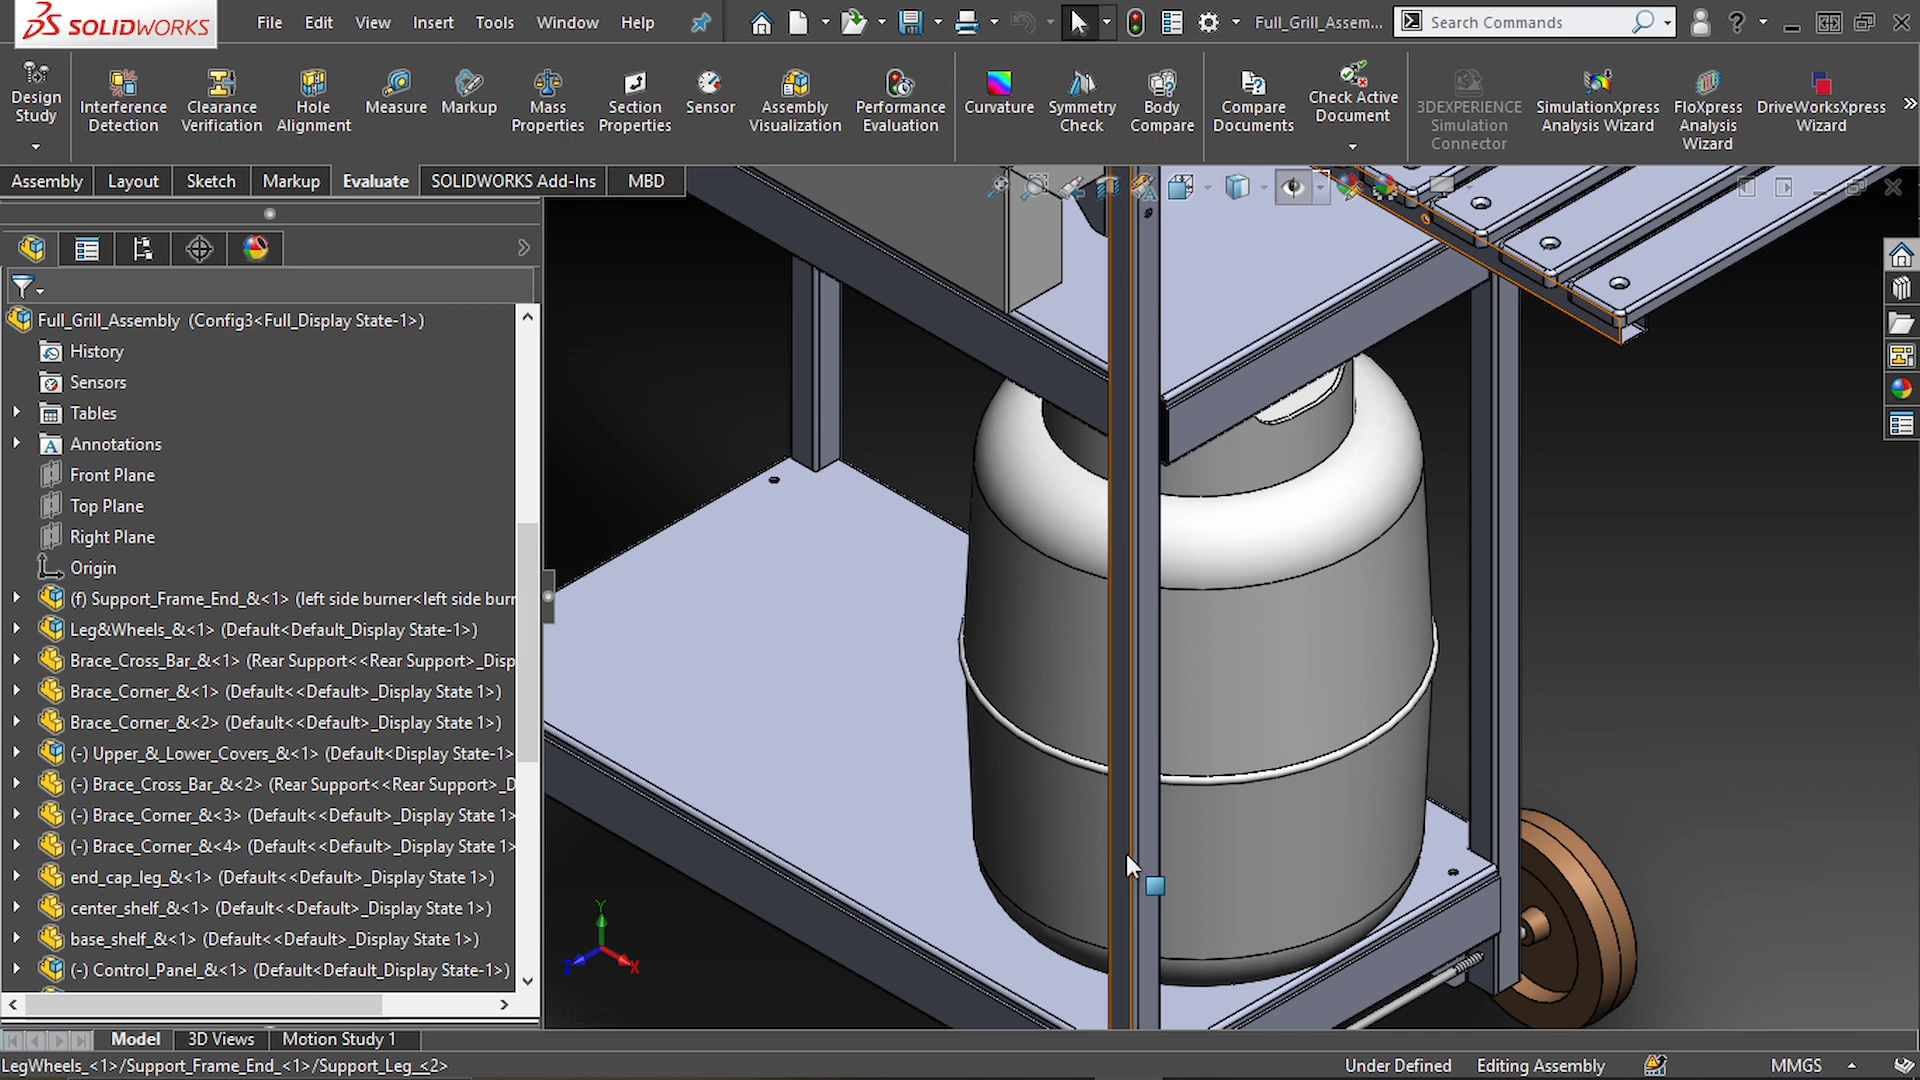 SOLIDWORKS
File Edit View Insert Tools Window Help
Full_Grill_Assem...
Search Commands
Design Study
Interference Detection
Clearance Verification
Hole Alignment
Measure
Markup
Mass Properties
Section Properties
Sensor
Assembly Visualization
Performance Evaluation
Curvature
Symmetry Check
Body Compare
Compare Documents
Check Active Document
3DEXPERIENCE Simulation Connector
SimulationXpress Analysis Wizard
FloXpress Analysis Wizard
DriveWorksXpress Wizard
Assembly Layout Sketch Markup Evaluate SOLIDWORKS Add-Ins MBD
Full_Grill_Assembly (Config3<Full_Display State-1>)
History
Sensors
Tables
Annotations
Front Plane
Top Plane
Right Plane
Origin
(f) Support_Frame_End_&<1> (left side burner<left side burr
Leg&Wheels_&<1> (Default<Default_Display State-1>)
Brace_Cross_Bar_&<1> (Rear Support<<Rear Support>_Disp
Brace_Corner_&<1> (Default<<Default>_Display State 1>)
Brace_Corner_&<2> (Default<<Default>_Display State 1>)
(-) Upper_&_Lower_Covers_&<1> (Default<Display State-1>
(-) Brace_Cross_Bar_&<2> (Rear Support<<Rear Support>_D
(-) Brace_Corner_&<3> (Default<<Default>_Display State 1>
(-) Brace_Corner_&<4> (Default<<Default>_Display State 1>
end_cap_leg_&<1> (Default<<Default>_Display State 1>)
center_shelf_&<1> (Default<<Default>_Display State 1>)
base_shelf_&<1> (Default<<Default>_Display State 1>)
(-) Control_Panel_&<1> (Default<Default_Display State-1>)
Y
Z
X
Model 3D Views Motion Study 1
LegWheels_<1>/Support_Frame_End_<1>/Support_Leg_<2>
Under Defined Editing Assembly MMGS